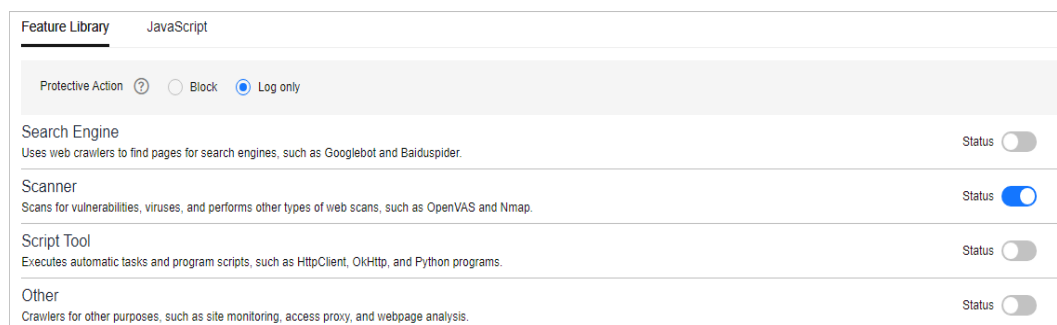 Feature Library JavaScript
Protective Action ? Block Log only
Search Engine
Uses web crawlers to find pages for search engines, such as Googlebot and Baiduspider.
Status
Scanner
Scans for vulnerabilities, viruses, and performs other types of web scans, such as OpenVAS and Nmap.
Status
Script Tool
Executes automatic tasks and program scripts, such as HttpClient, OkHttp, and Python programs.
Status
Other
Crawlers for other purposes, such as site monitoring, access proxy, and webpage analysis.
Status